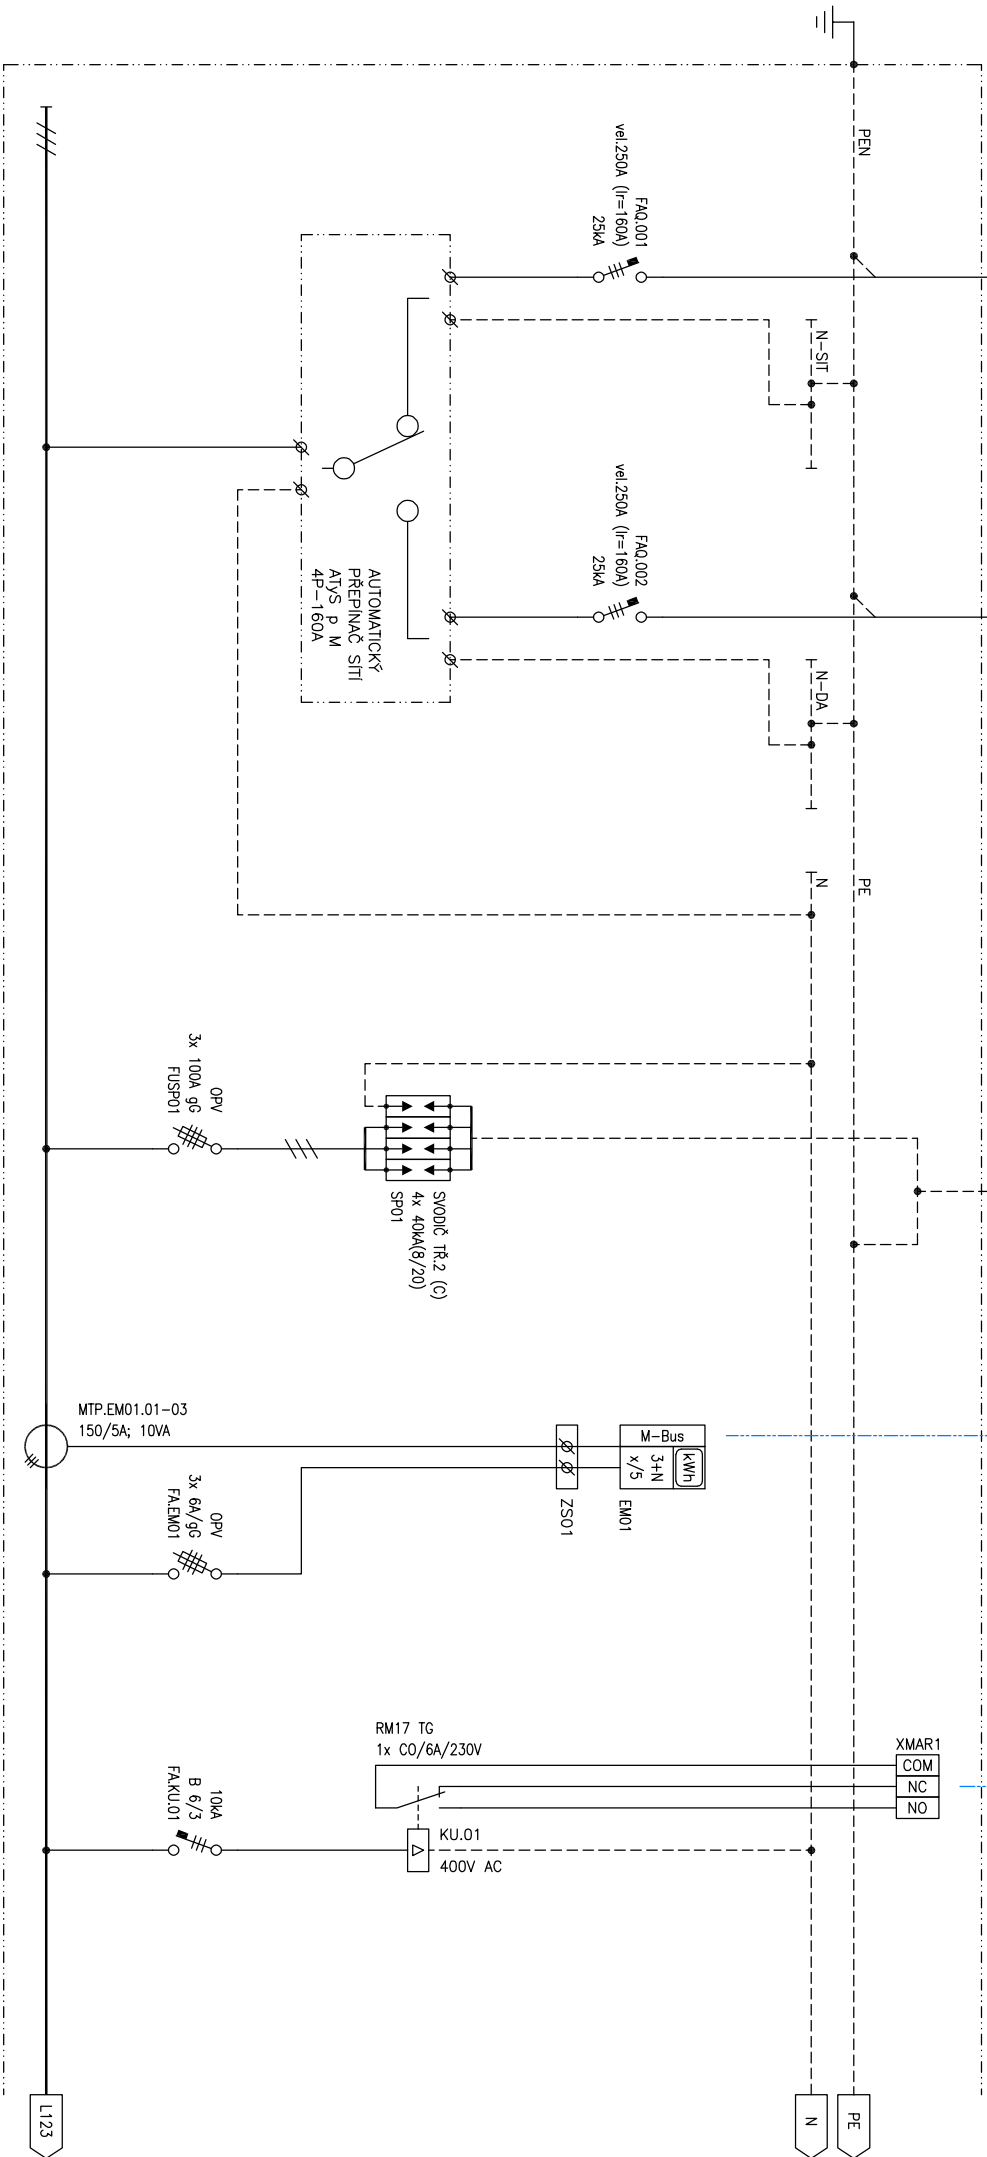 PEN
FAQ.001
vel.250A (Ir=160A)
25kA
N-SIT
FAQ.002
vel.250A (Ir=160A)
25kA
AUTOMATICKÝ
PŘEPÍNAČ SÍTÍ
ATyS p M
4P-160A
N-DA
N
PE
OPV
3x 100A gG
FUSP01
SVODIČ TŘ.2 (C)
4x 40kA(8/20)
SP01
MTP.EM01.01-03
150/5A; 10VA
M-Bus
kWh
3+N
x/5
EM01
ZS01
OPV
3x 6A/gG
FA.EM01
RM17 TG
1x CO/6A/230V
XMAR1
COM
NC
NO
10kA
B 6/3
FA.KU.01
KU.01
400V AC
L123
N
PE